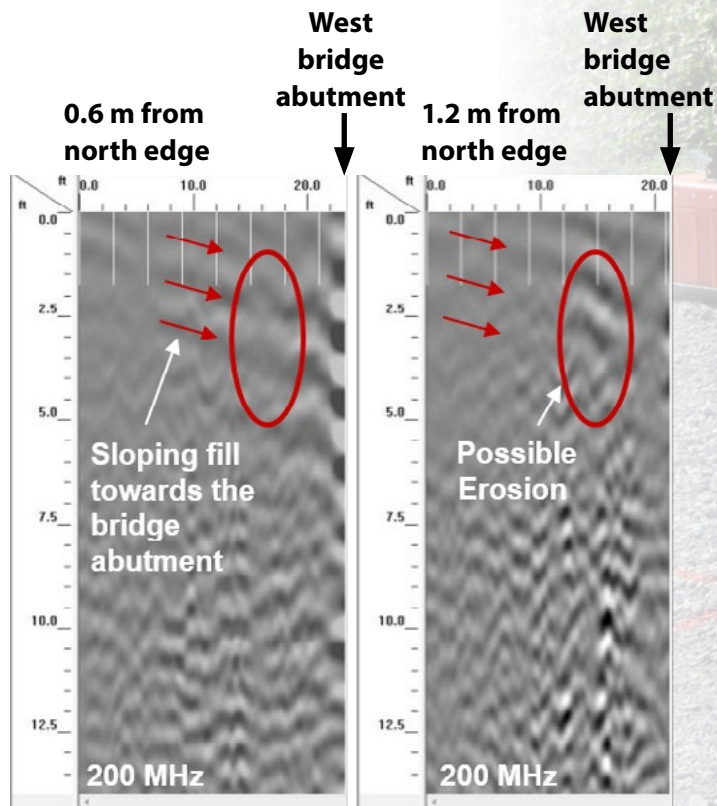 West
bridge
abutment
0.6 m from
north edge
ft
ft
0.0
10.0
20.0
0.0
2.5
5.0
7.5
10.0
12.5
Sloping fill
towards the
bridge
abutment
200 MHz
West
bridge
abutment
1.2 m from
north edge
ft
ft
0.0
10.0
20.0
0.0
2.5
5.0
7.5
10.0
12.5
Possible
Erosion
200 MHz